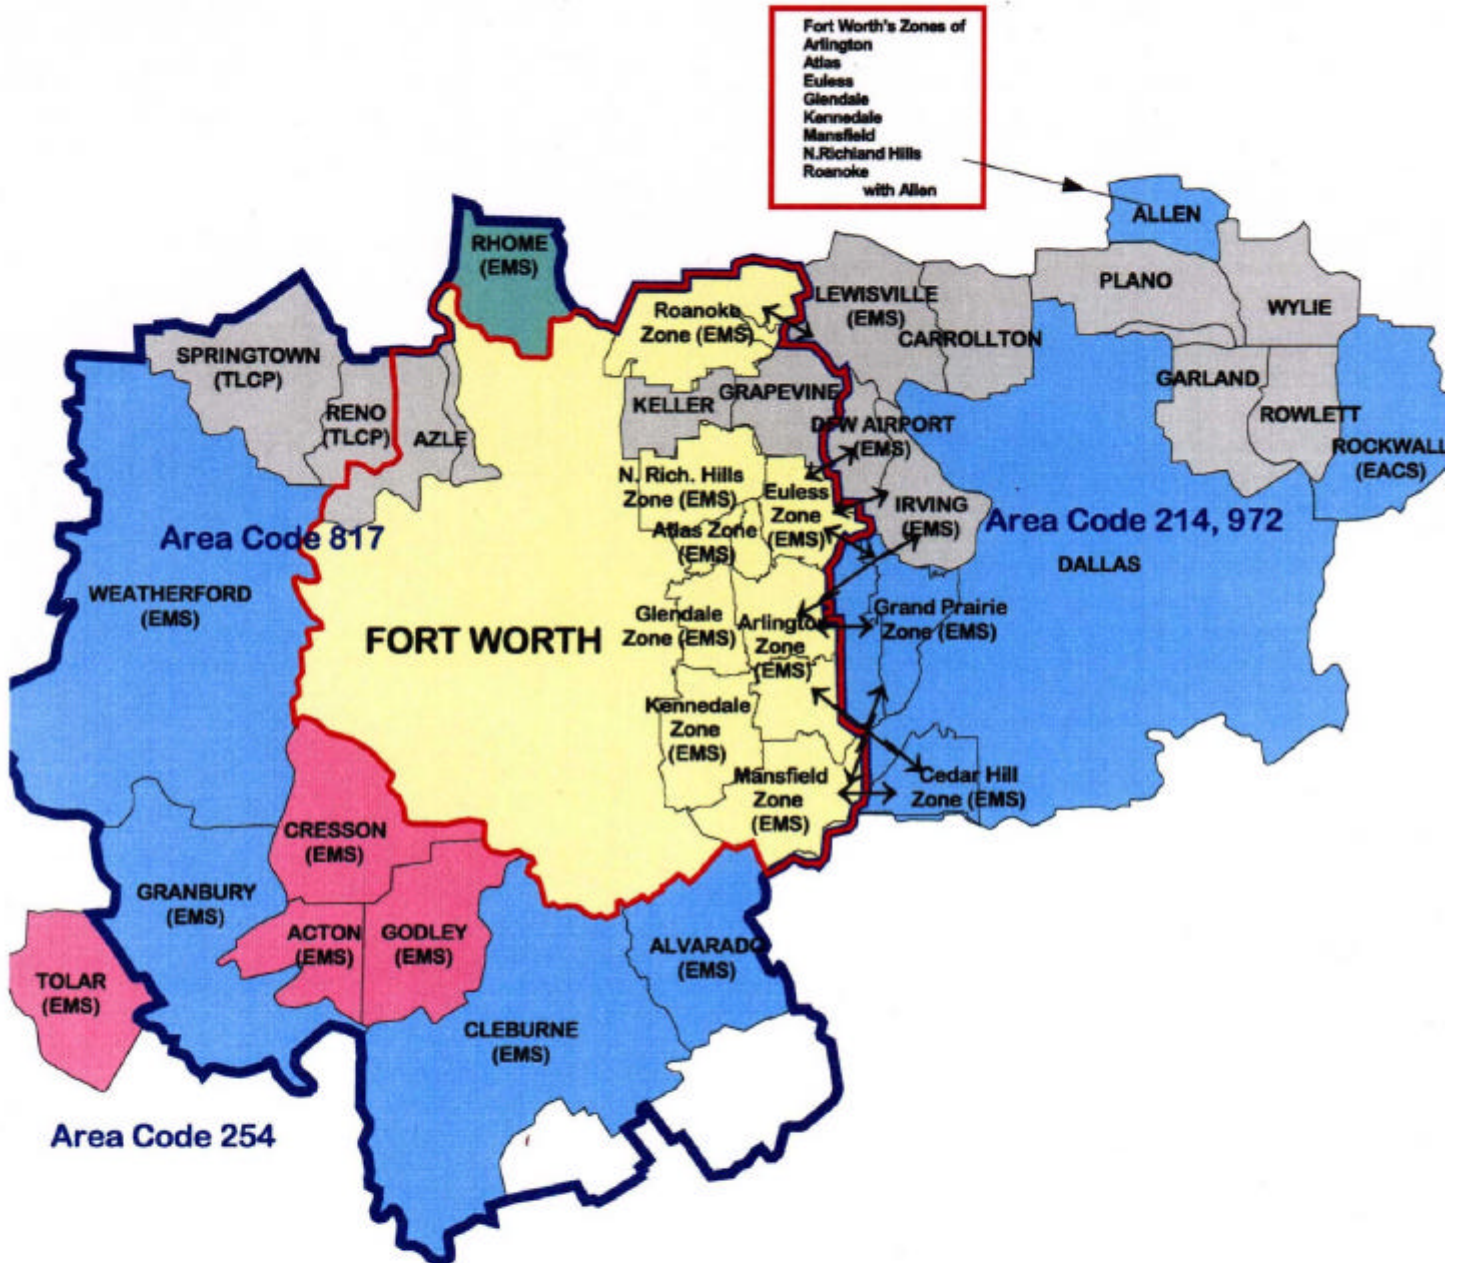 Fort Worth's Zones of
Arlington
Atlas
Euless
Glendale
Kennedale
Mansfield
N.Richland Hills
Roanoke
with Allen
ALLEN
RHOME
(EMS)
PLANO
WYLIE
LEWISVILLE
(EMS)
CARROLLTON
Roanoke
Zone (EMS)
SPRINGTOWN
(TLCP)
RENO
(TLCP)
AZLE
KELLER
GRAPEVINE
GARLAND
ROWLETT
ROCKWALL
(EACS)
DFW AIRPORT
(EMS)
N. Rich. Hills
Zone (EMS)
Euless
Zone
(EMS)
IRVING
(EMS)
Atlas Zone
(EMS)
Area Code 817
Area Code 214, 972
DALLAS
WEATHERFORD
(EMS)
FORT WORTH
Glendale
Zone (EMS)
Arlington
Zone
(EMS)
Grand Prairie
Zone (EMS)
Kennedale
Zone
(EMS)
Mansfield
Zone
(EMS)
Cedar Hill
Zone (EMS)
CRESSON
(EMS)
GRANBURY
(EMS)
ACTON
(EMS)
GODLEY
(EMS)
ALVARADO
(EMS)
TOLAR
(EMS)
CLEBURNE
(EMS)
Area Code 254